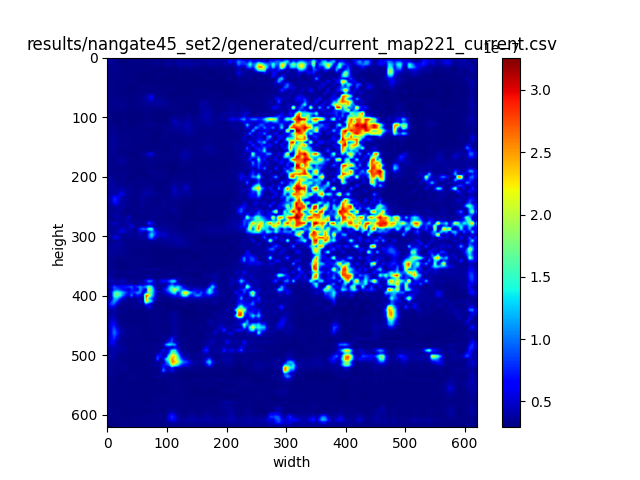 results/nangate45_set2/generated/current_map221_current.csv
1e−7
0
100
200
300
400
500
600
height
0 100 200 300 400 500 600
width
3.0
2.5
2.0
1.5
1.0
0.5